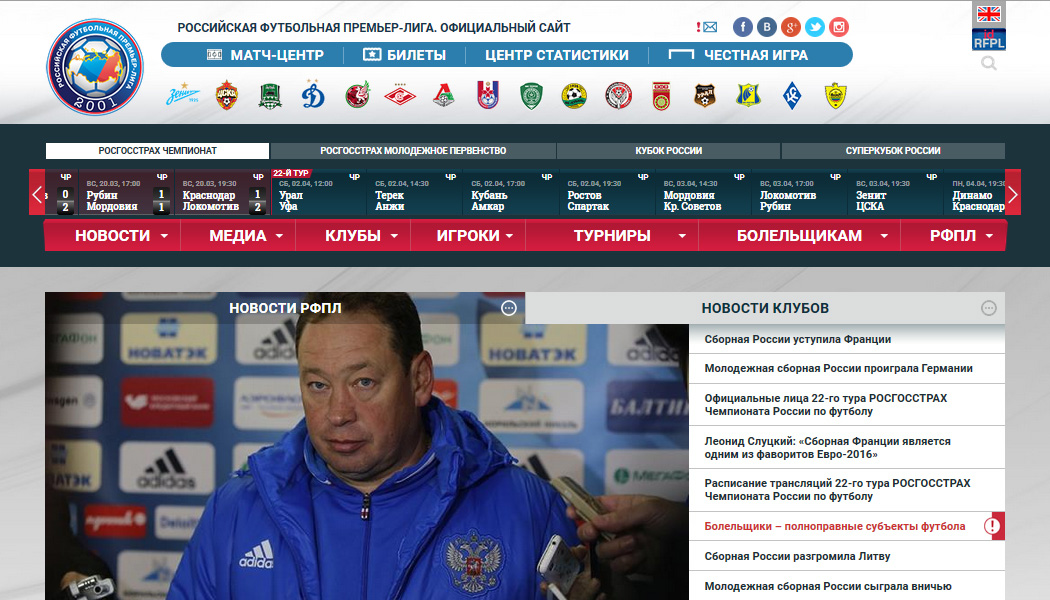 РОССИЙСКАЯ ФУТБОЛЬНАЯ ПРЕМЬЕР-ЛИГА
2001
РОССИЙСКАЯ ФУТБОЛЬНАЯ ПРЕМЬЕР-ЛИГА. ОФИЦИАЛЬНЫЙ САЙТ
id
RFPL
МАТЧ-ЦЕНТР
БИЛЕТЫ
ЦЕНТР СТАТИСТИКИ
ЧЕСТНАЯ ИГРА
РОСГОССТРАХ ЧЕМПИОНАТ
РОСГОССТРАХ МОЛОДЕЖНОЕ ПЕРВЕНСТВО
КУБОК РОССИИ
СУПЕРКУБОК РОССИИ
ЧР
0
2
ЧР
ВС, 20.03, 17:00
Рубин 1
Мордовия 1
ЧР
ВС, 20.03, 19:30
Краснодар 1
Локомотив 2
22-Й ТУР
ЧР
СБ, 02.04, 12:00
Урал
Уфа
ЧР
СБ, 02.04, 14:30
Терек
Анжи
ЧР
СБ, 02.04, 17:00
Кубань
Амкар
ЧР
СБ, 02.04, 19:30
Ростов
Спартак
ЧР
ВС, 03.04, 14:30
Мордовия
Кр. Советов
ЧР
ВС, 03.04, 17:00
Локомотив
Рубин
ЧР
ВС, 03.04, 19:30
Зенит
ЦСКА
ПН, 04.04, 19:30
Динамо
Краснодар
НОВОСТИ
МЕДИА
КЛУБЫ
ИГРОКИ
ТУРНИРЫ
БОЛЕЛЬЩИКАМ
РФПЛ
НОВОСТИ РФПЛ
НОВОСТИ КЛУБОВ
НОВАТЭК
adidas
НОВАТЭК
adidas
БАЛТИ
adidas
МЕГАФОН
Deloitte
adidas
Сборная России уступила Франции
Молодежная сборная России проиграла Германии
Официальные лица 22-го тура РОСГОССТРАХ
Чемпионата России по футболу
Леонид Слуцкий: «Сборная Франции является
одним из фаворитов Евро-2016»
Расписание трансляций 22-го тура РОСГОССТРАХ
Чемпионата России по футболу
Болельщики – полноправные субъекты футбола
Сборная России разгромила Литву
Молодежная сборная России сыграла вничью